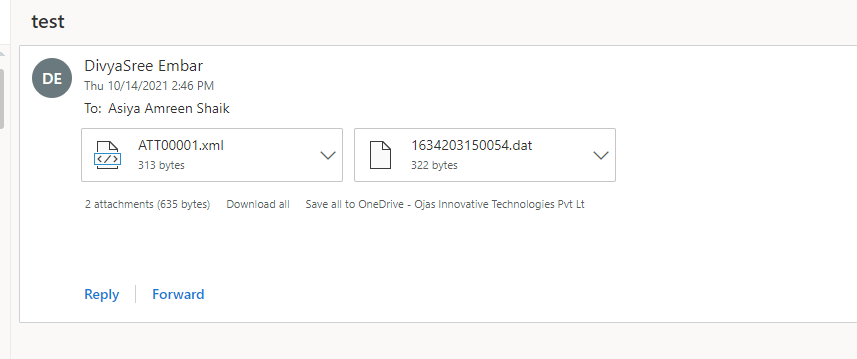 test
DE
DivyaSree Embar
Thu 10/14/2021 2:46 PM
To: Asiya Amreen Shaik
ATT00001.xml
313 bytes
1634203150054.dat
322 bytes
2 attachments (635 bytes) Download all Save all to OneDrive - Ojas Innovative Technologies Pvt Lt
Reply Forward